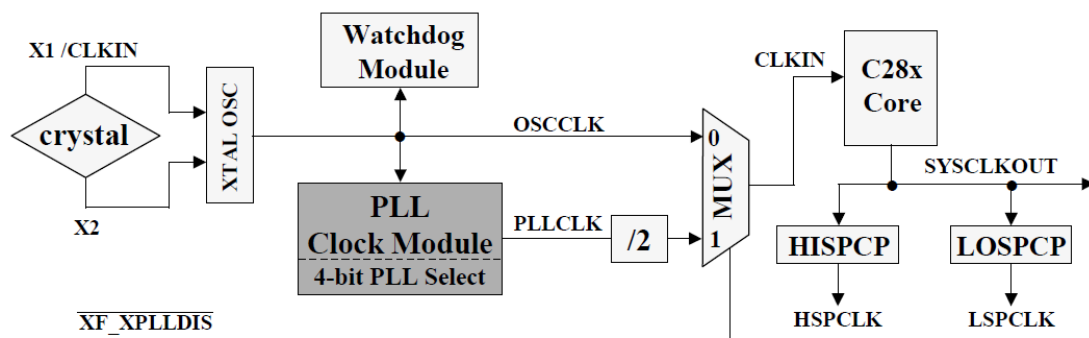 X1 /CLKIN
crystal
X2
XTAL OSC
Watchdog
Module
OSCCLK
PLL
Clock Module
4-bit PLL Select
PLLCLK
/2
0
MUX
1
CLKIN
C28x
Core
SYSCLKOUT
HISPCP
LOSPCP
HSPCLK
LSPCLK
XF_XPLLDIS